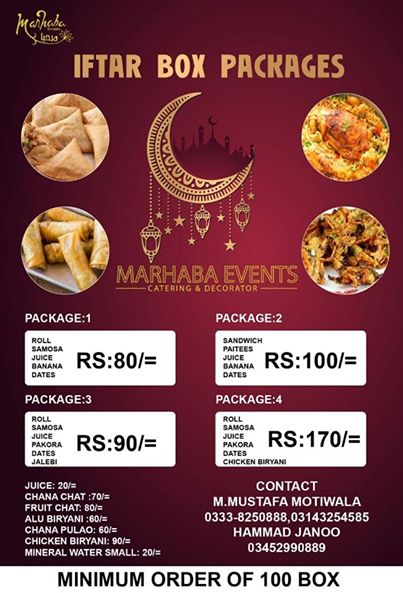 Marhaba
Events
مرحبا
IFTAR BOX PACKAGES
MARHABA EVENTS
CATERING & DECORATOR
PACKAGE:1
ROLL
SAMOSA
JUICE
BANANA
DATES
RS:80/=
PACKAGE:2
SANDWICH
PAITEES
JUICE
BANANA
DATES
RS:100/=
PACKAGE:3
ROLL
SAMOSA
JUICE
PAKORA
DATES
JALEBI
RS:90/=
PACKAGE:4
ROLL
SAMOSA
JUICE
PAKORA
DATES
CHICKEN BIRYANI
RS:170/=
JUICE: 20/=
CHANA CHAT :70/=
FRUIT CHAT: 80/=
ALU BIRYANI :60/=
CHANA PULAO: 60/=
CHICKEN BIRYANI: 90/=
MINERAL WATER SMALL: 20/=
CONTACT
M.MUSTAFA MOTIWALA
0333-8250888,03143254585
HAMMAD JANOO
03452990889
MINIMUM ORDER OF 100 BOX